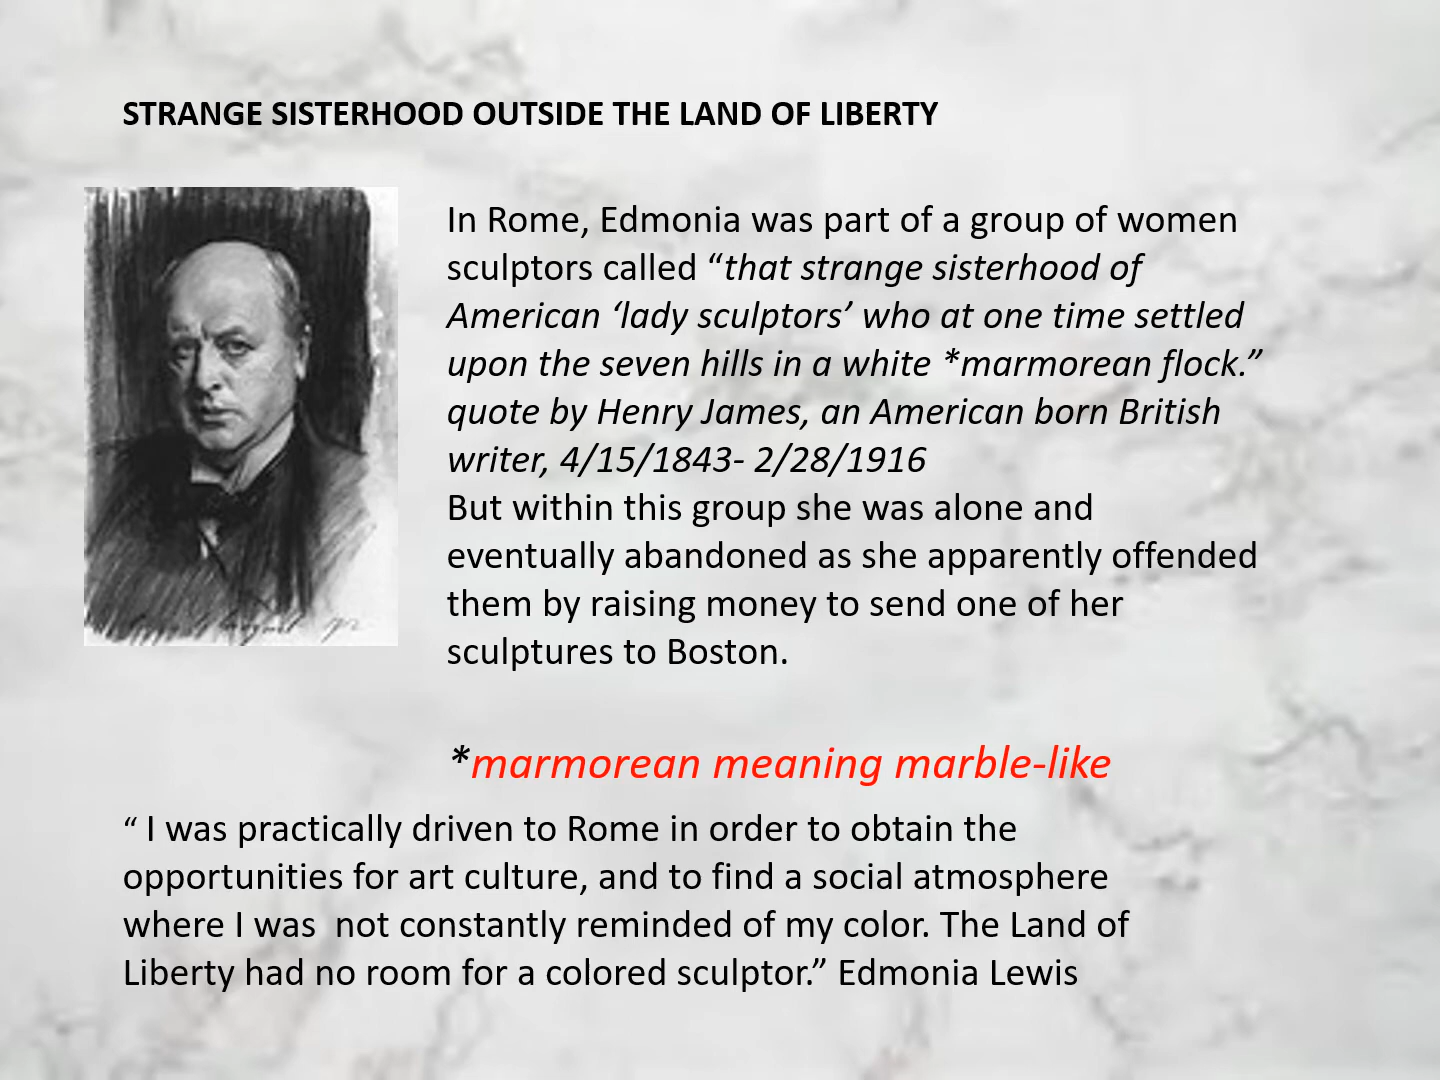 STRANGE SISTERHOOD OUTSIDE THE LAND OF LIBERTY
In Rome, Edmonia was part of a group of women
sculptors called “that strange sisterhood of
American ‘lady sculptors’ who at one time settled
upon the seven hills in a white *marmorean flock.”
quote by Henry James, an American born British
writer, 4/15/1843- 2/28/1916
But within this group she was alone and
eventually abandoned as she apparently offended
them by raising money to send one of her
sculptures to Boston.
*marmorean meaning marble-like
“ I was practically driven to Rome in order to obtain the
opportunities for art culture, and to find a social atmosphere
where I was  not constantly reminded of my color. The Land of
Liberty had no room for a colored sculptor.” Edmonia Lewis